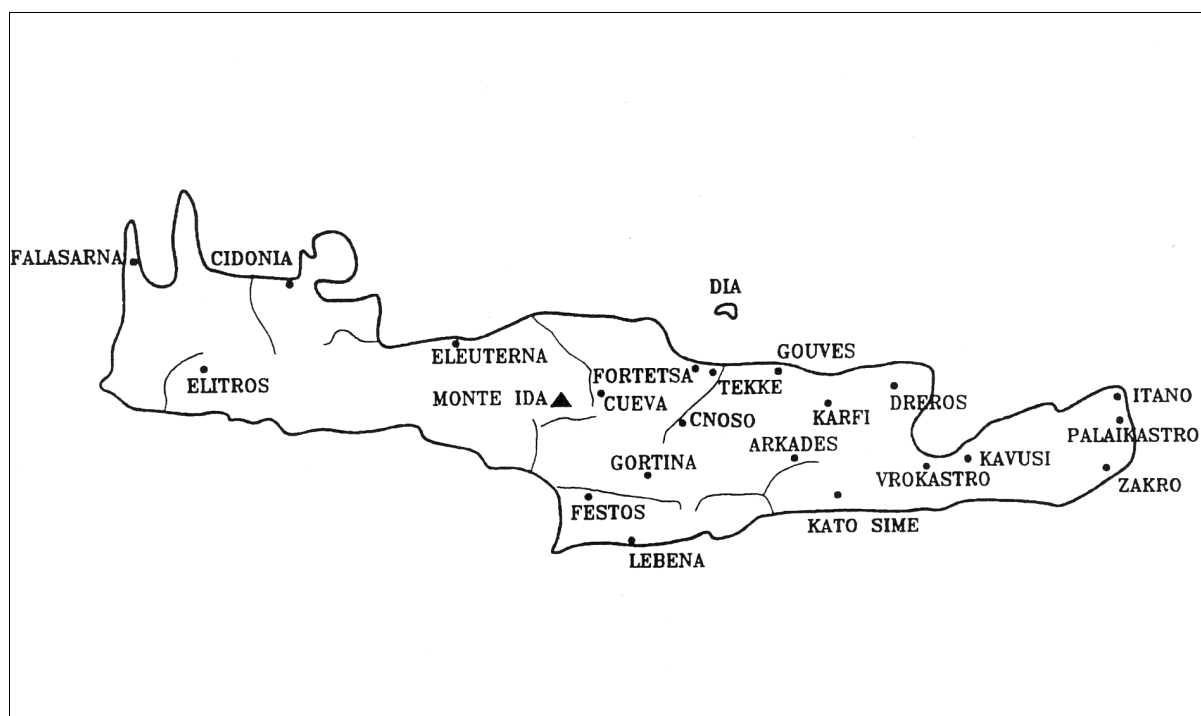 FALASARNA
CIDONIA
DIA
ELEUTERNA
GOUVES
ELITROS
FORTETSA
TEKKE
MONTE IDA
CUEVA
DREROS
ITANO
CNOSO
KARFI
PALAIKASTRO
ARKADES
GORTINA
KAVUSI
VROKASTRO
ZAKRO
FESTOS
KATO SIME
LEBENA